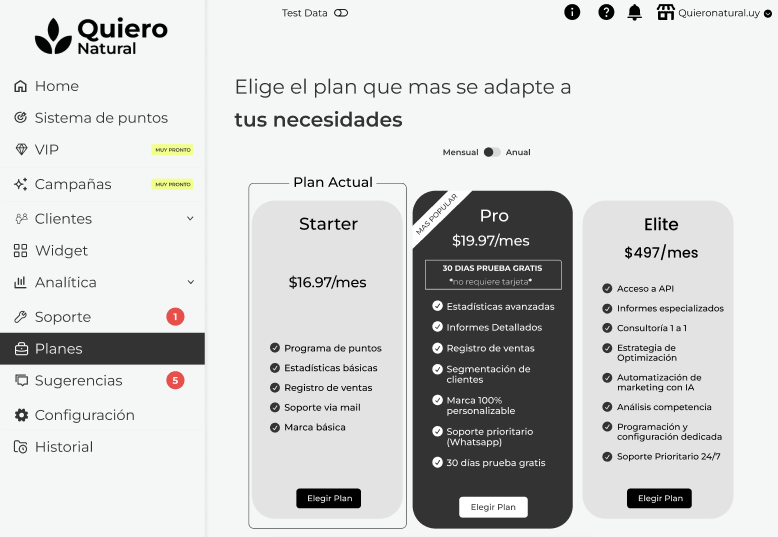 Quiero
Natural
Test Data
Quieronatural.uy
Home
Sistema de puntos
VIP
MUY PRONTO
Campañas
MUY PRONTO
Clientes
Widget
Analítica
Soporte
1
Planes
Sugerencias
5
Configuración
Historial
Elige el plan que mas se adapte a
tus necesidades
Mensual
Anual
Plan Actual
Starter
$16.97/mes
Programa de puntos
Estadísticas básicas
Registro de ventas
Soporte via mail
Marca básica
Elegir Plan
MAS POPULAR
Pro
$19.97/mes
30 DIAS PRUEBA GRATIS
*no requiere tarjeta*
Estadísticas avanzadas
Informes Detallados
Registro de ventas
Segmentación de
clientes
Marca 100%
personalizable
Soporte prioritario
(Whatsapp)
30 días prueba gratis
Elegir Plan
Elite
$497/mes
Acceso a API
Informes especializados
Consultoría 1 a 1
Estrategia de
Optimización
Automatización de
marketing con IA
Análisis competencia
Programación y
configuración dedicada
Soporte Prioritario 24/7
Elegir Plan